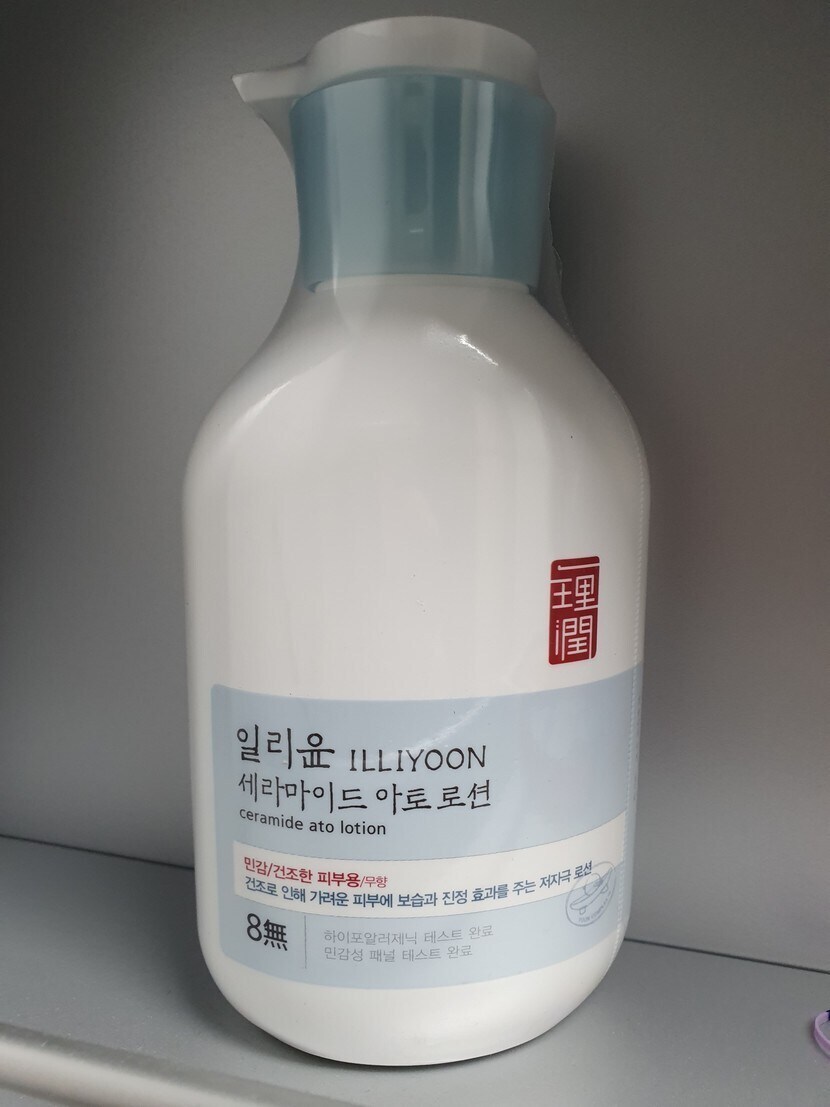 一理
潤
일리윤 ILLIYOON
세라마이드 아토 로션
ceramide ato lotion
민감/건조한 피부용/무향
건조로 인해 가려운 피부에 보습과 진정 효과를 주는 저자극 로션
8無
하이포알러제닉 테스트 완료
민감성 패널 테스트 완료